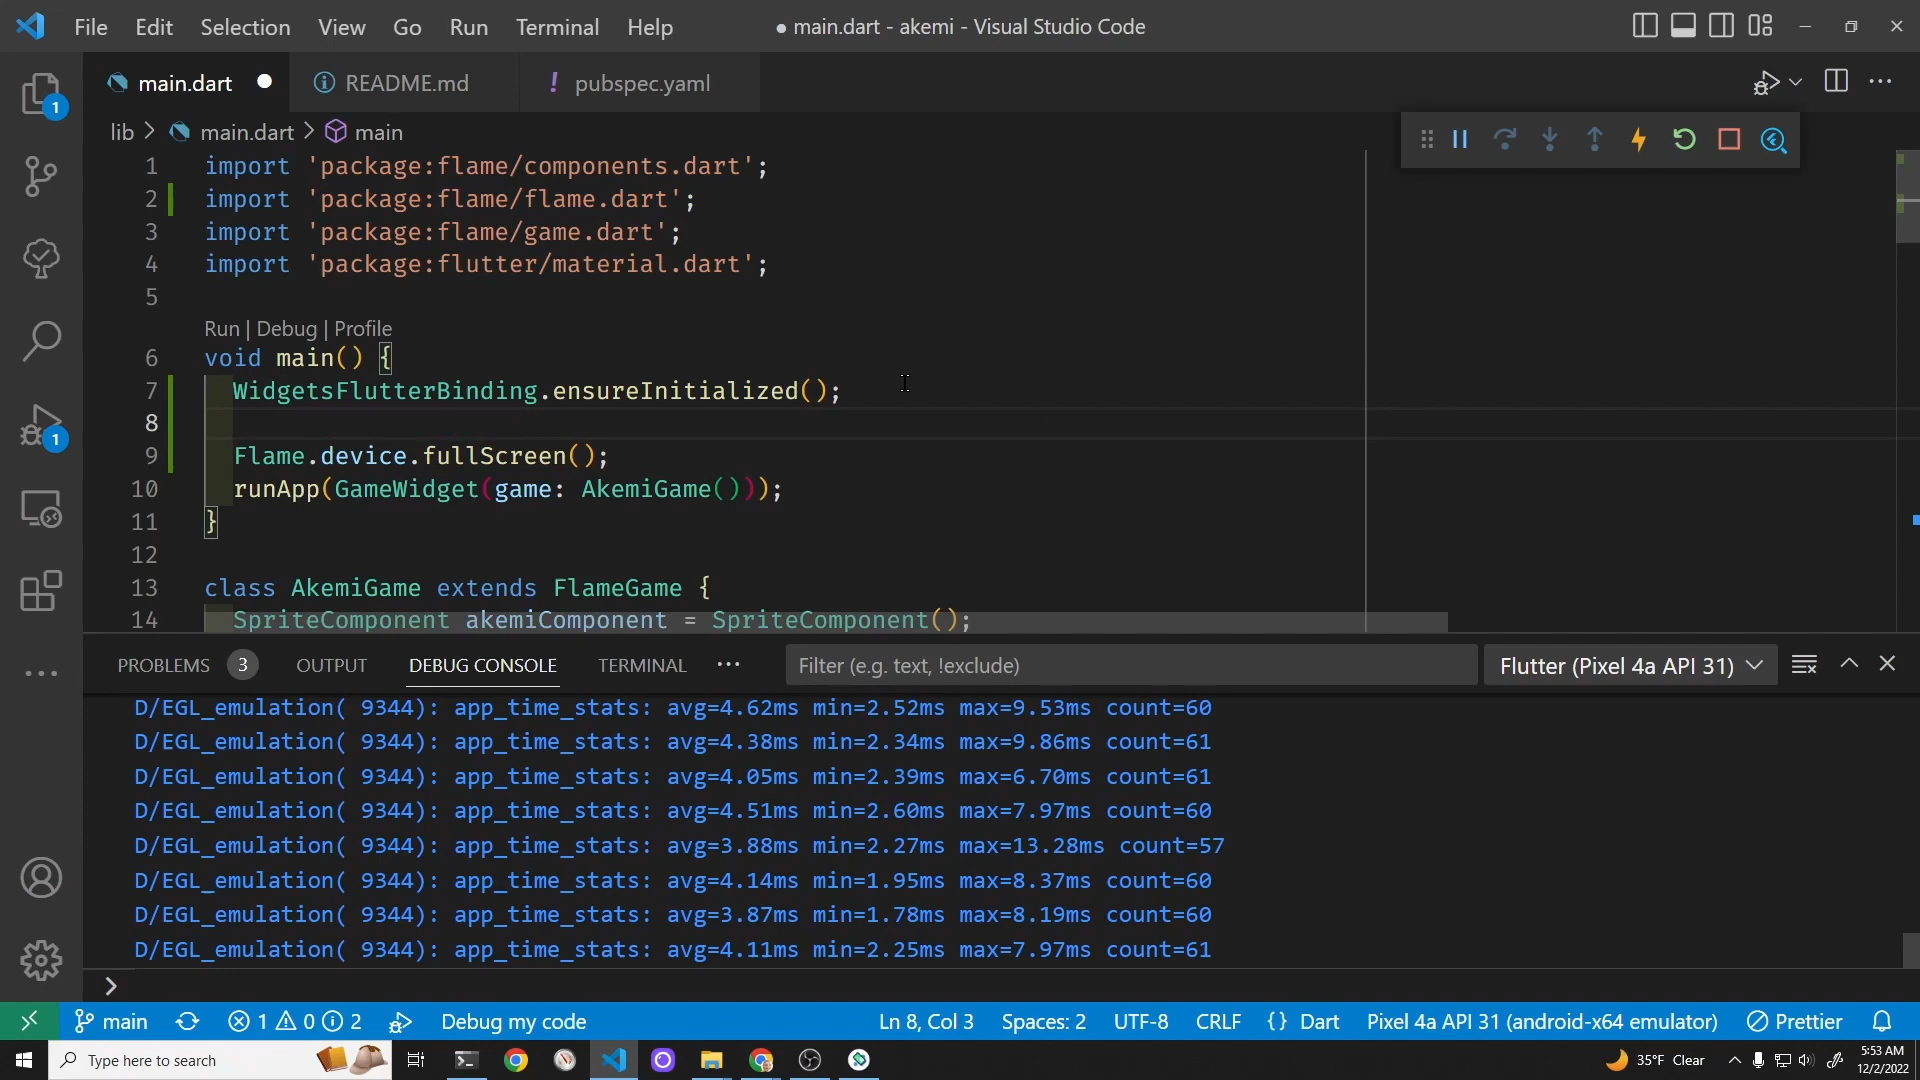 File Edit Selection View Go Run Terminal Help
● main.dart - akemi - Visual Studio Code
main.dart README.md pubspec.yaml
lib > main.dart > main
1 import 'package:flame/components.dart';
2 import 'package:flame/flame.dart';
3 import 'package:flame/game.dart';
4 import 'package:flutter/material.dart';
5
Run | Debug | Profile
6 void main() {
7 WidgetsFlutterBinding.ensureInitialized();
8
9 Flame.device.fullScreen();
10 runApp(GameWidget(game: AkemiGame()));
11 }
12
13 class AkemiGame extends FlameGame {
14 SpriteComponent akemiComponent = SpriteComponent();
1
1
PROBLEMS 3 OUTPUT DEBUG CONSOLE TERMINAL ··· Filter (e.g. text, !exclude) Flutter (Pixel 4a API 31)
D/EGL_emulation( 9344): app_time_stats: avg=4.62ms min=2.52ms max=9.53ms count=60
D/EGL_emulation( 9344): app_time_stats: avg=4.38ms min=2.34ms max=9.86ms count=61
D/EGL_emulation( 9344): app_time_stats: avg=4.05ms min=2.39ms max=6.70ms count=61
D/EGL_emulation( 9344): app_time_stats: avg=4.51ms min=2.60ms max=7.97ms count=60
D/EGL_emulation( 9344): app_time_stats: avg=3.88ms min=2.27ms max=13.28ms count=57
D/EGL_emulation( 9344): app_time_stats: avg=4.14ms min=1.95ms max=8.37ms count=60
D/EGL_emulation( 9344): app_time_stats: avg=3.87ms min=1.78ms max=8.19ms count=60
D/EGL_emulation( 9344): app_time_stats: avg=4.11ms min=2.25ms max=7.97ms count=61
>
main 1 0 2 Debug my code Ln 8, Col 3 Spaces: 2 UTF-8 CRLF {} Dart Pixel 4a API 31 (android-x64 emulator) Prettier
Type here to search 35°F Clear 5:53 AM
12/2/2022